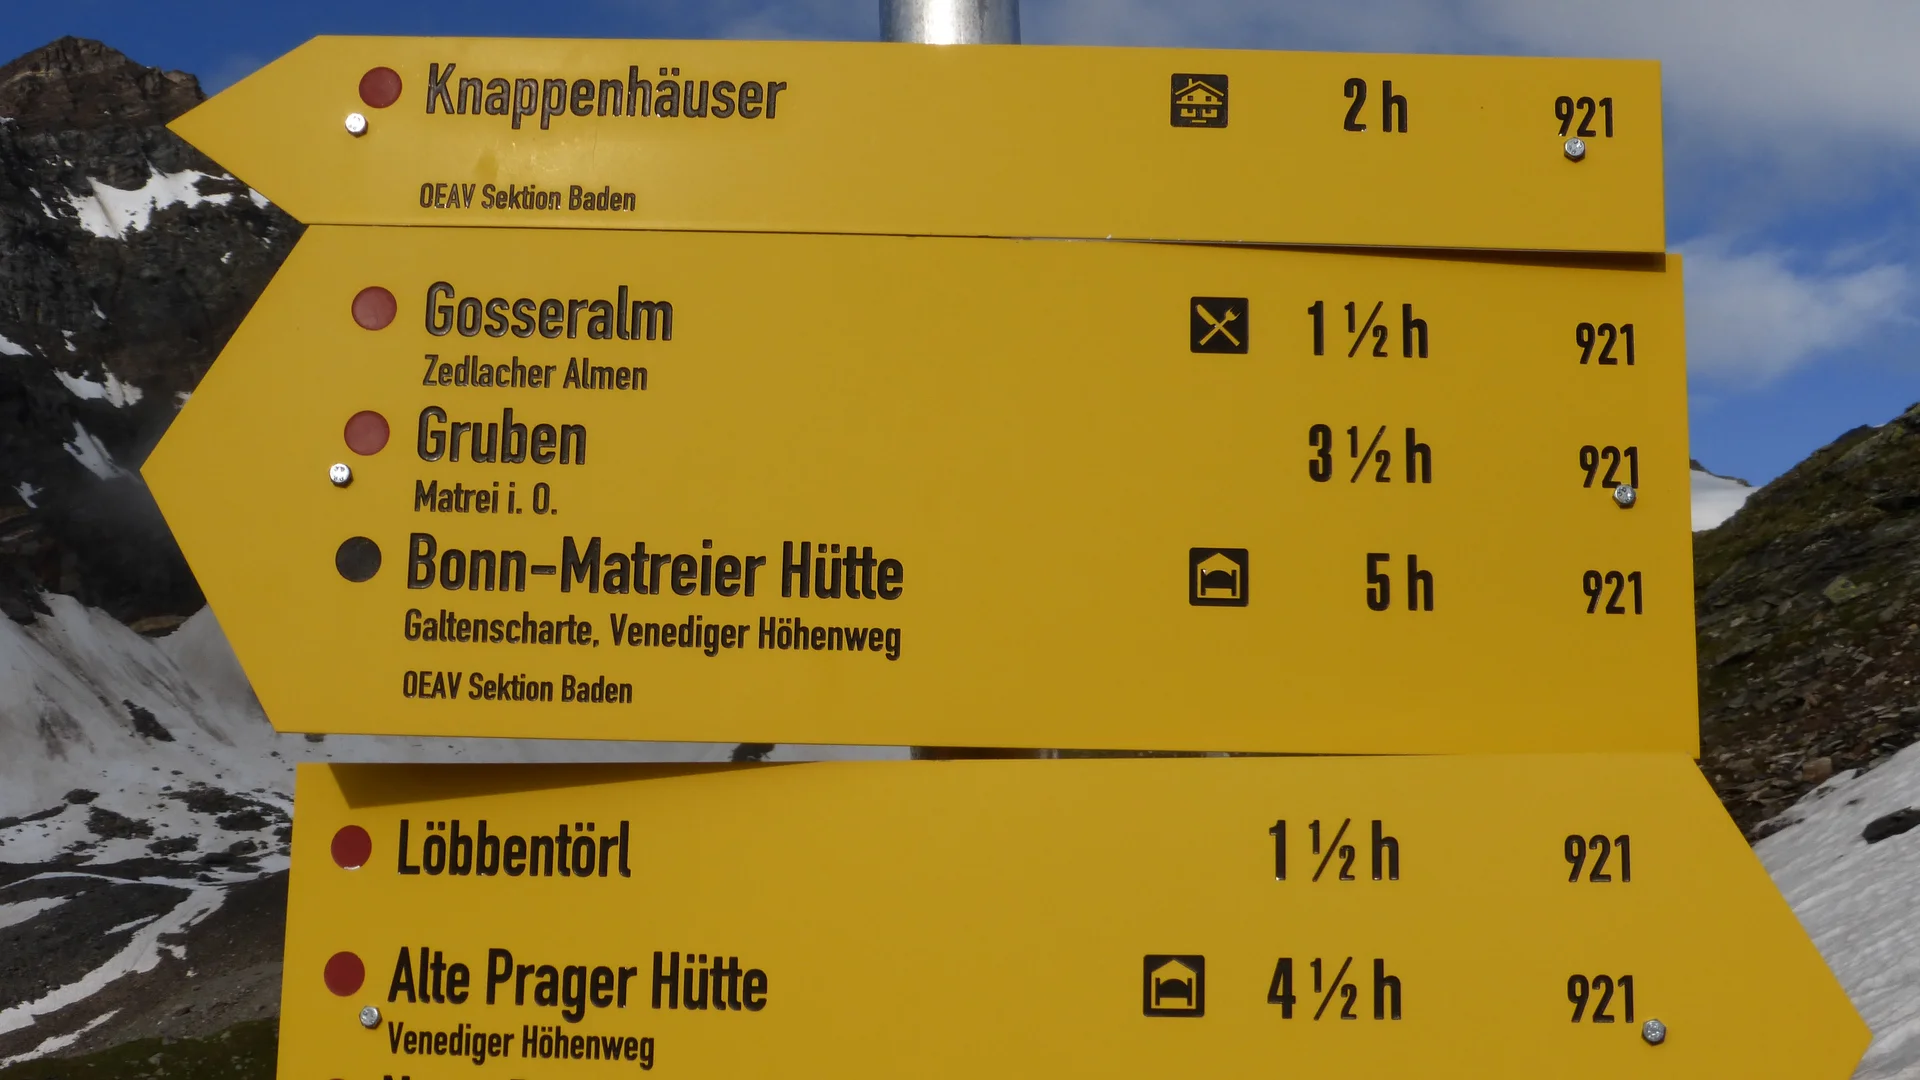 Knappenhäuser 2 h 921
OEAV Sektion Baden
Gosseralm 1 ½ h 921
Zedlacher Almen
Gruben 3 ½ h 921
Matrei i. O.
Bonn-Matreier Hütte 5 h 921
Galtenscharte, Venediger Höhenweg
OEAV Sektion Baden
Löbbentörl 1 ½ h 921
Alte Prager Hütte 4 ½ h 921
Venediger Höhenweg